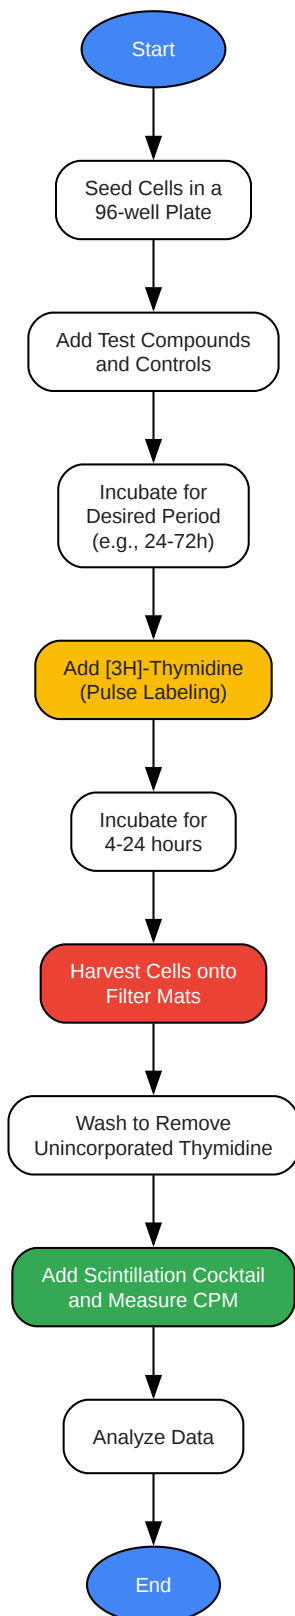 Start
Seed Cells in a
96-well Plate
Add Test Compounds
and Controls
Incubate for
Desired Period
(e.g., 24-72h)
Add [3H]-Thymidine
(Pulse Labeling)
Incubate for
4-24 hours
Harvest Cells onto
Filter Mats
Wash to Remove
Unincorporated Thymidine
Add Scintillation Cocktail
and Measure CPM
Analyze Data
End